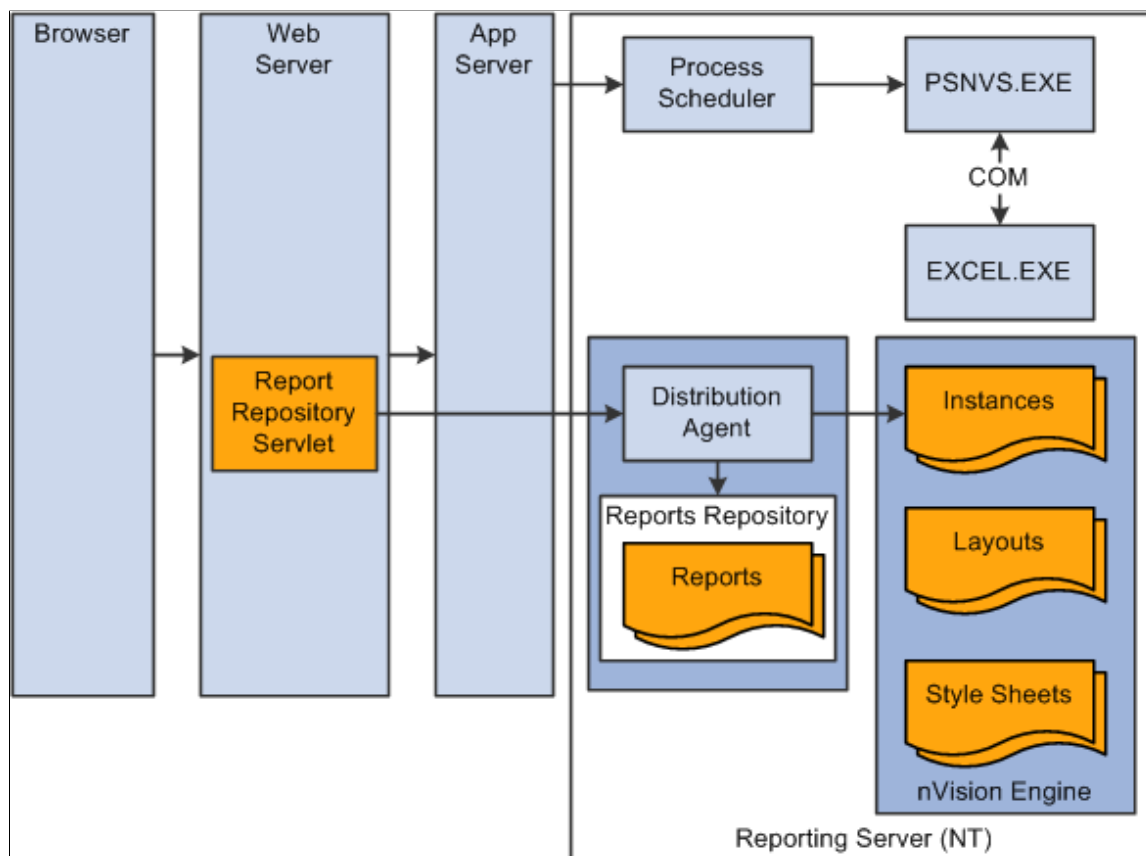 Browser
Web
Server
App
Server
Process
Scheduler
PSNVS.EXE
COM
EXCEL.EXE
Report
Repository
Servlet
Distribution
Agent
Instances
Reports Repository
Reports
Layouts
Style Sheets
nVision Engine
Reporting Server (NT)